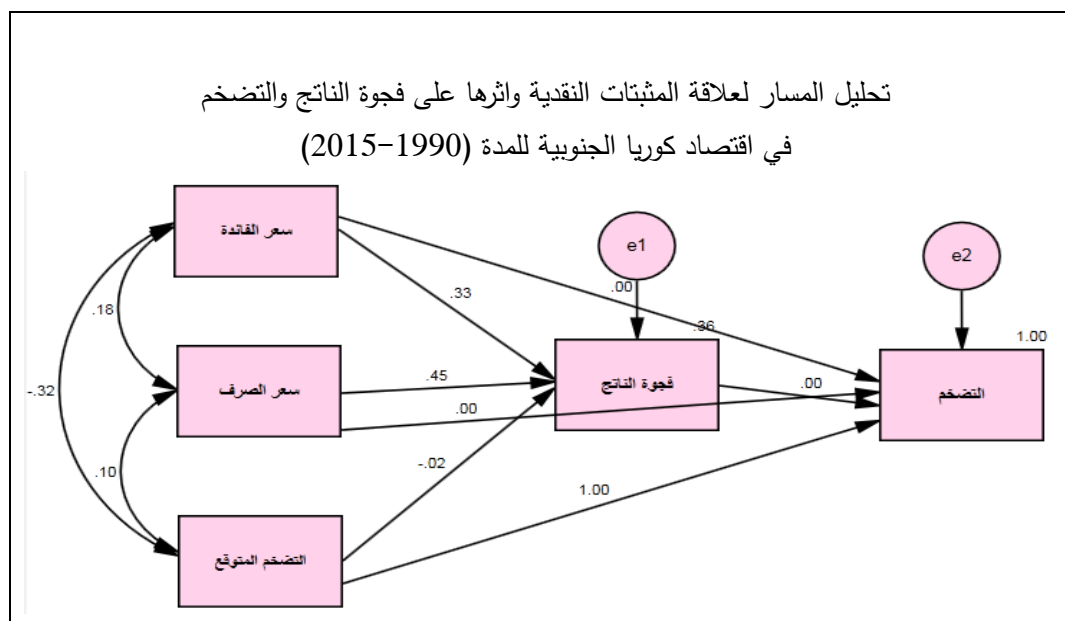 تحليل المسار لعلاقة المثبتات النقدية واثرها على فجوة الناتج والتضخم
في اقتصاد كوريا الجنوبية للمدة (1990-2015)
سعر الفائدة
e1
e2
.00
.33
.18
.36
1.00
سعر الصرف
.45
فجوة الناتج
.00
التضخم
-.32
.00
-.02
.10
1.00
التضخم المتوقع